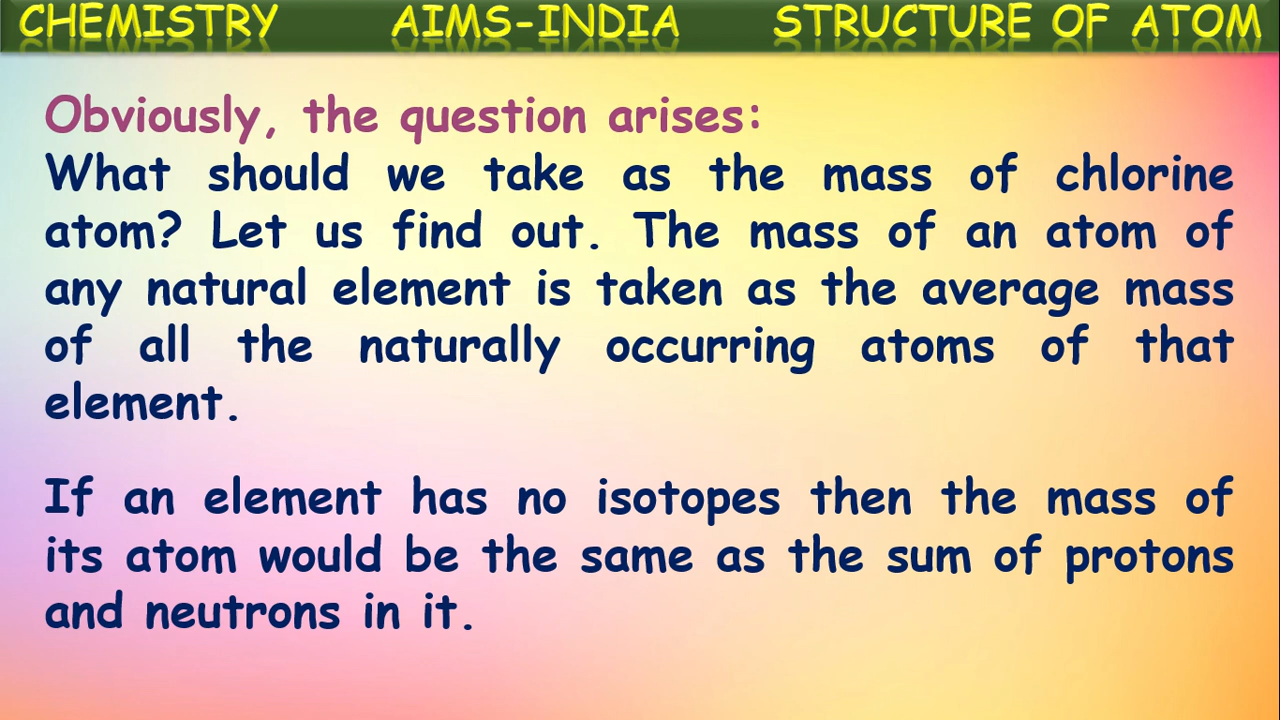 CHEMISTRY AIMS-INDIA STRUCTURE OF ATOM
Obviously, the question arises:
What should we take as the mass of chlorine
atom? Let us find out. The mass of an atom of
any natural element is taken as the average mass
of all the naturally occurring atoms of that
element.
If an element has no isotopes then the mass of
its atom would be the same as the sum of protons
and neutrons in it.